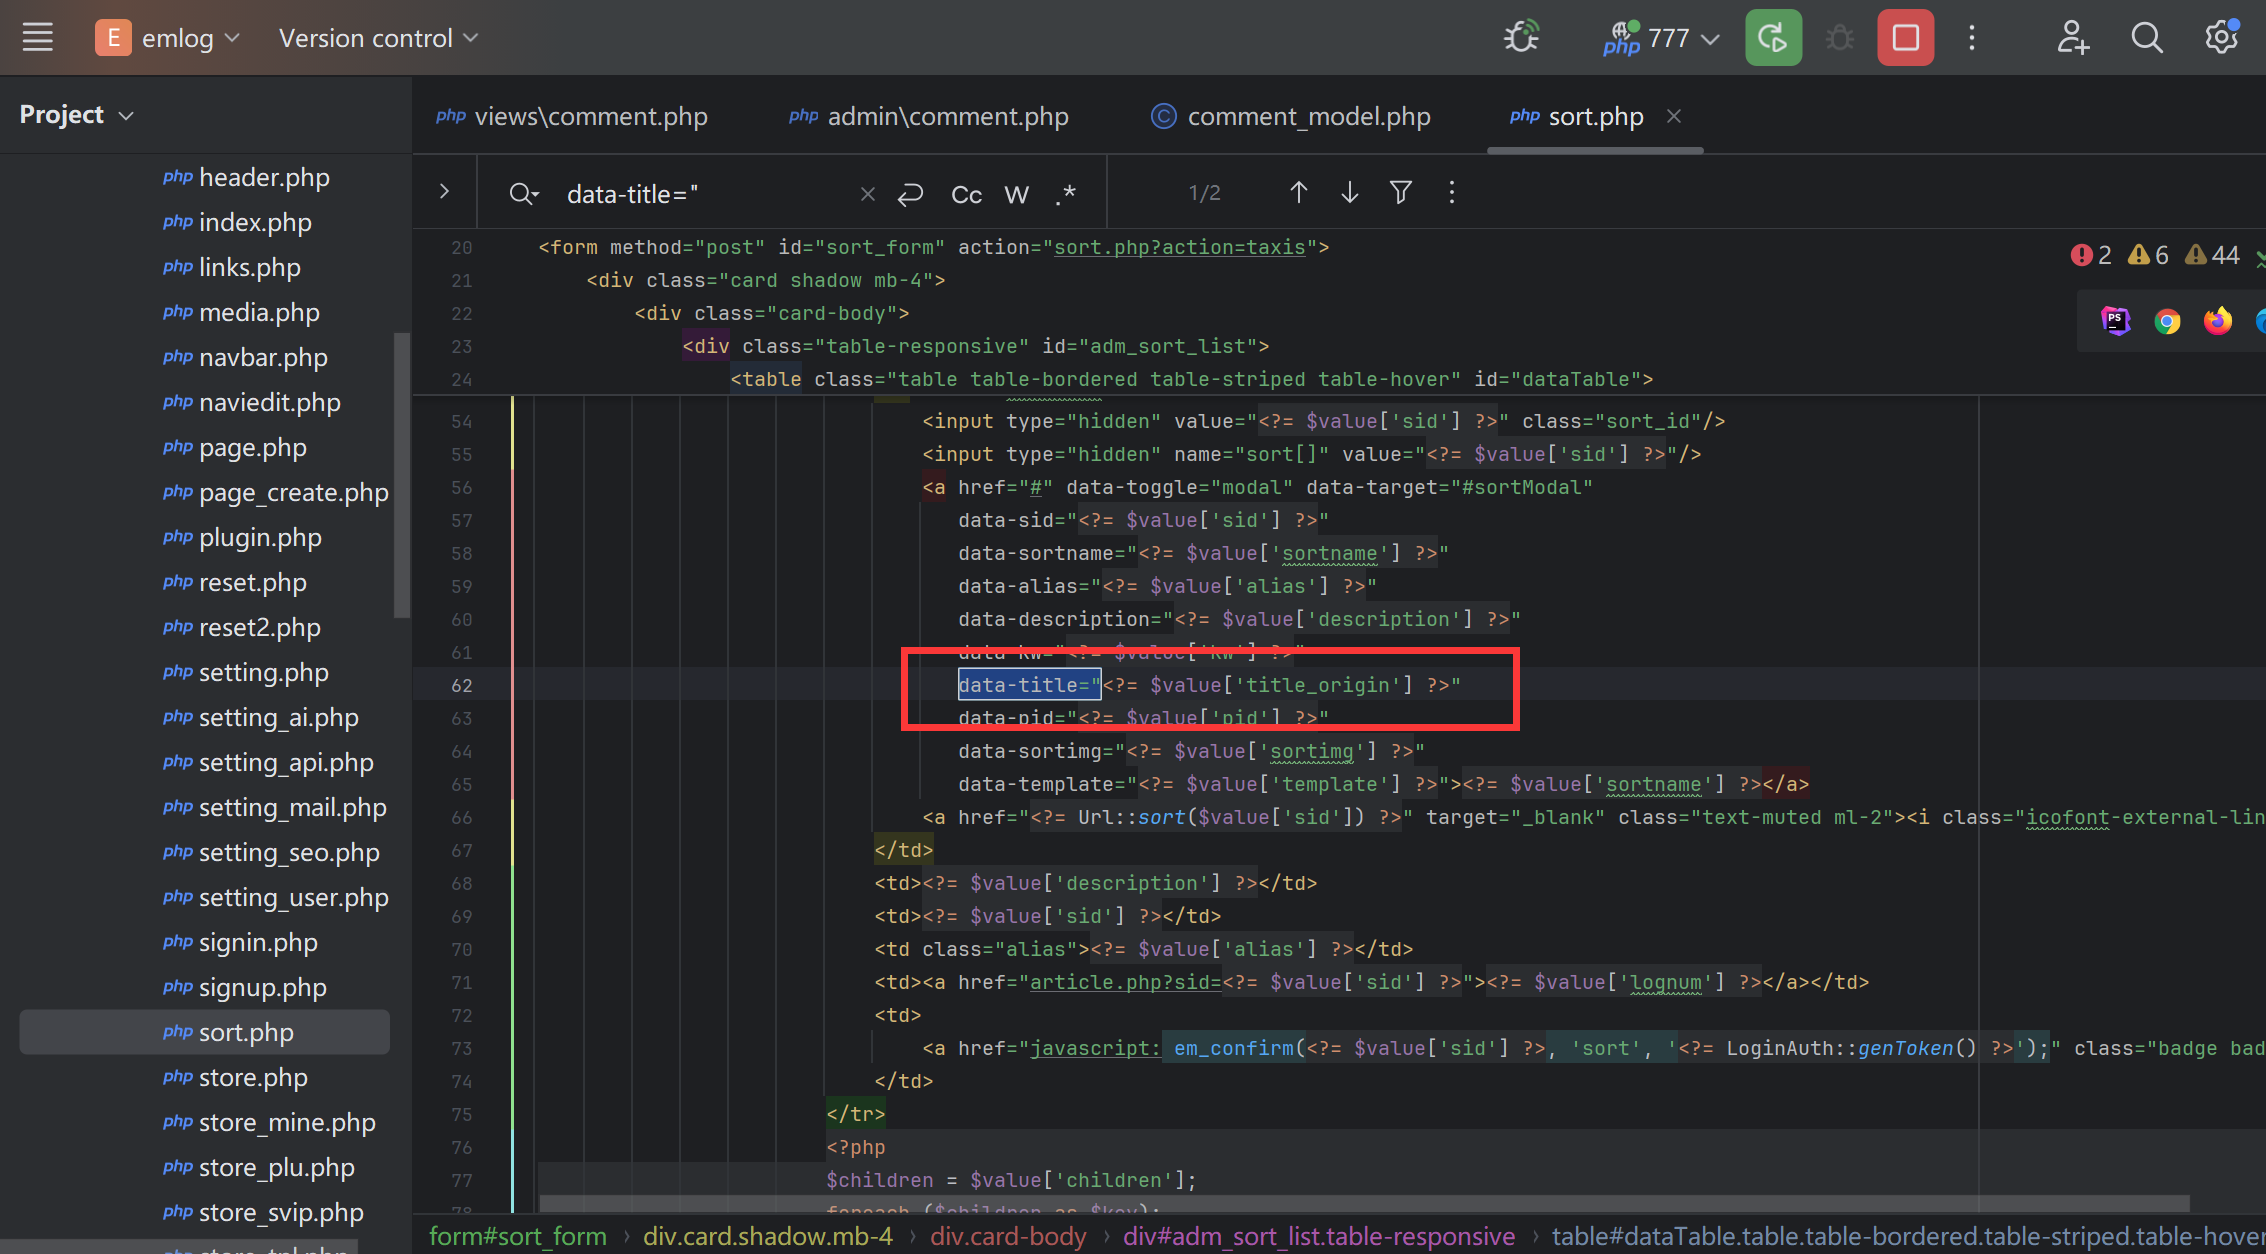 E emlog Version control php 777
Project
php views\comment.php php admin\comment.php C comment_model.php php sort.php
data-title=" Cc W .* 1/2
php header.php
php index.php
php links.php
php media.php
php navbar.php
php naviedit.php
php page.php
php page_create.php
php plugin.php
php reset.php
php reset2.php
php setting.php
php setting_ai.php
php setting_api.php
php setting_mail.php
php setting_seo.php
php setting_user.php
php signin.php
php signup.php
php sort.php
php store.php
php store_mine.php
php store_plu.php
php store_svip.php
php store_tpl.php
2 6 44
PS
20 <form method="post" id="sort_form" action="sort.php?action=taxis">
21 <div class="card shadow mb-4">
22 <div class="card-body">
23 <div class="table-responsive" id="adm_sort_list">
24 <table class="table table-bordered table-striped table-hover" id="dataTable">
54 <input type="hidden" value="<?= $value['sid'] ?>" class="sort_id"/>
55 <input type="hidden" name="sort[]" value="<?= $value['sid'] ?>"/>
56 <a href="#" data-toggle="modal" data-target="#sortModal"
57 data-sid="<?= $value['sid'] ?>"
58 data-sortname="<?= $value['sortname'] ?>"
59 data-alias="<?= $value['alias'] ?>"
60 data-description="<?= $value['description'] ?>"
61 data-kw="<?= $value['kw'] ?>"
62 data-title="<?= $value['title_origin'] ?>"
63 data-pid="<?= $value['pid'] ?>"
64 data-sortimg="<?= $value['sortimg'] ?>"
65 data-template="<?= $value['template'] ?>"><?= $value['sortname'] ?></a>
66 <a href="<?= Url::sort($value['sid']) ?>" target="_blank" class="text-muted ml-2"><i class="icofont-external-lin
67 </td>
68 <td><?= $value['description'] ?></td>
69 <td><?= $value['sid'] ?></td>
70 <td class="alias"><?= $value['alias'] ?></td>
71 <td><a href="article.php?sid=<?= $value['sid'] ?>"><?= $value['lognum'] ?></a></td>
72 <td>
73 <a href="javascript: em_confirm(<?= $value['sid'] ?>, 'sort', '<?= LoginAuth::genToken() ?>');" class="badge bad
74 </td>
75 </tr>
76 <?php
77 $children = $value['children'];
78 foreach ($children as $key):
form#sort_form › div.card.shadow.mb-4 › div.card-body › div#adm_sort_list.table-responsive › table#dataTable.table.table-bordered.table-striped.table-hover